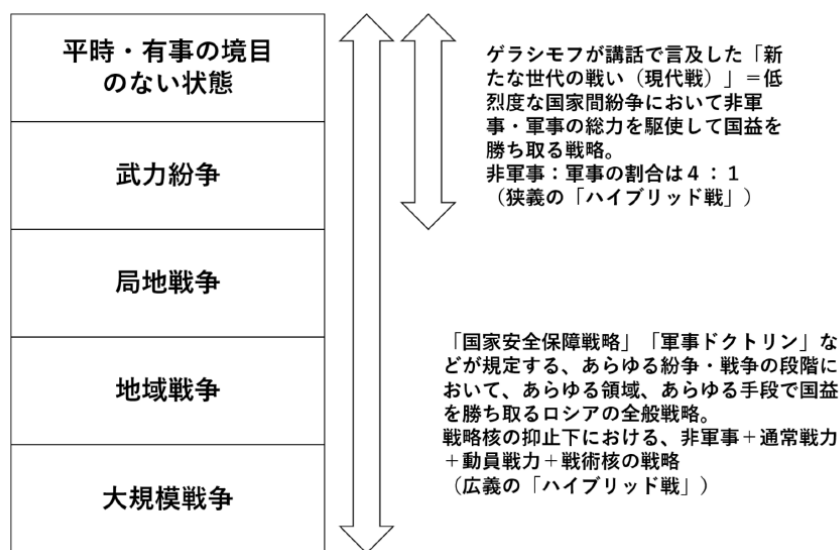 平時・有事の境目
のない状態
武力紛争
局地戦争
地域戦争
大規模戦争
ゲラシモフが講話で言及した「新
たな世代の戦い（現代戦）」＝低
烈度な国家間紛争において非軍
事・軍事の総力を駆使して国益を
勝ち取る戦略。
非軍事：軍事の割合は４：１
（狭義の「ハイブリッド戦」）
「国家安全保障戦略」「軍事ドクトリン」な
どが規定する、あらゆる紛争・戦争の段階に
おいて、あらゆる領域、あらゆる手段で国益
を勝ち取るロシアの全般戦略。
戦略核の抑止下における、非軍事＋通常戦力
＋動員戦力＋戦術核の戦略
（広義の「ハイブリッド戦」）